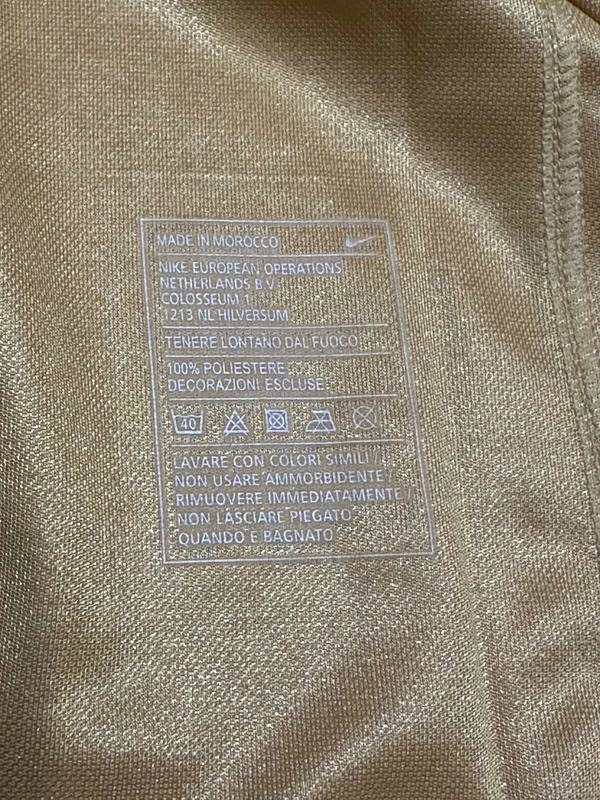 MADE IN MOROCCO
NIKE EUROPEAN OPERATIONS
NETHERLANDS B.V.
COLOSSEUM 1
1213 NL HILVERSUM
TENERE LONTANO DAL FUOCO
100% POLIESTERE
DECORAZIONI ESCLUSE
40
LAVARE CON COLORI SIMILI /
NON USARE AMMORBIDENTE /
RIMUOVERE IMMEDIATAMENTE /
NON LASCIARE PIEGATO
QUANDO È BAGNATO